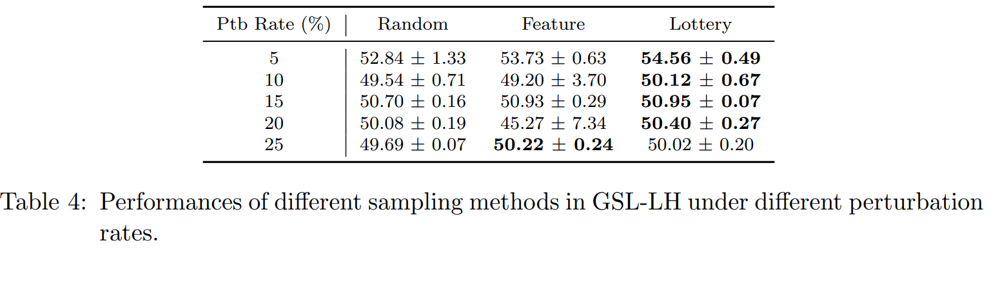 Ptb Rate (%) Random Feature Lottery
5 52.84 ± 1.33 53.73 ± 0.63 54.56 ± 0.49
10 49.54 ± 0.71 49.20 ± 3.70 50.12 ± 0.67
15 50.70 ± 0.16 50.93 ± 0.29 50.95 ± 0.07
20 50.08 ± 0.19 45.27 ± 7.34 50.40 ± 0.27
25 49.69 ± 0.07 50.22 ± 0.24 50.02 ± 0.20
Table 4: Performances of different sampling methods in GSL-LH under different perturbation
rates.